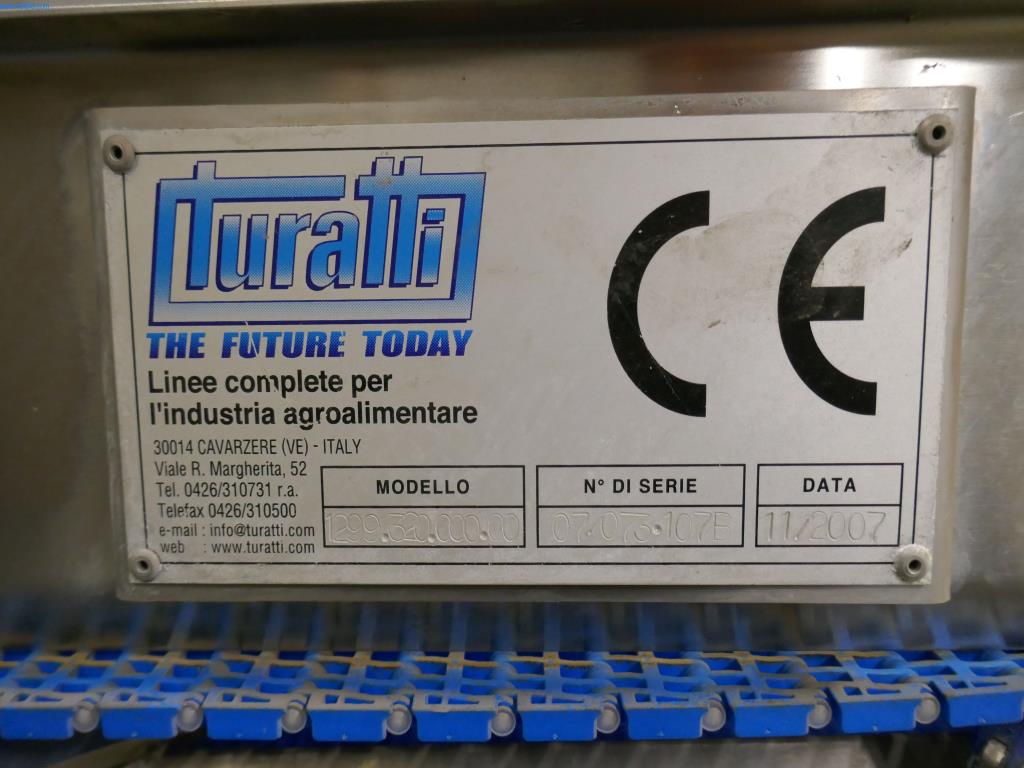 turatti
THE FUTURE TODAY
Linee complete per
l'industria agroalimentare
30014 CAVARZERE (VE) - ITALY
Viale R. Margherita, 52
Tel. 0426/310731 r.a.
Telefax 0426/310500
e-mail : info@turatti.com
web : www.turatti.com
CE
MODELLO
1299.320.000.00
N° DI SERIE
07.073.107B
DATA
11/2007